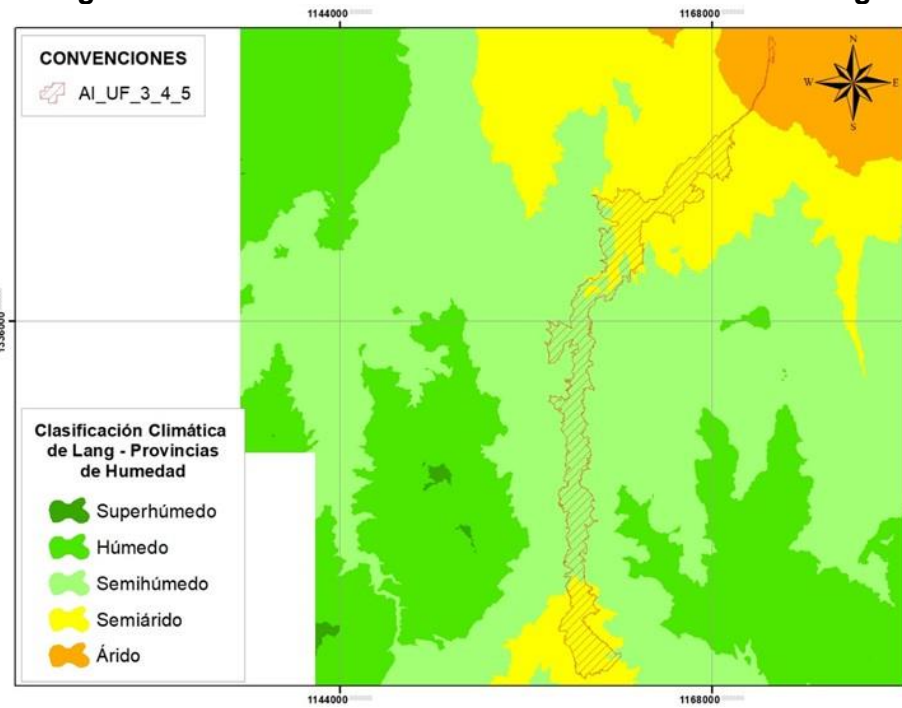 1144000
1168000
CONVENCIONES
AI_UF_3_4_5
N
W
E
S
Clasificación Climática
de Lang - Provincias
de Humedad
Superhúmedo
Húmedo
Semihúmedo
Semiárido
Árido
1144000
1168000